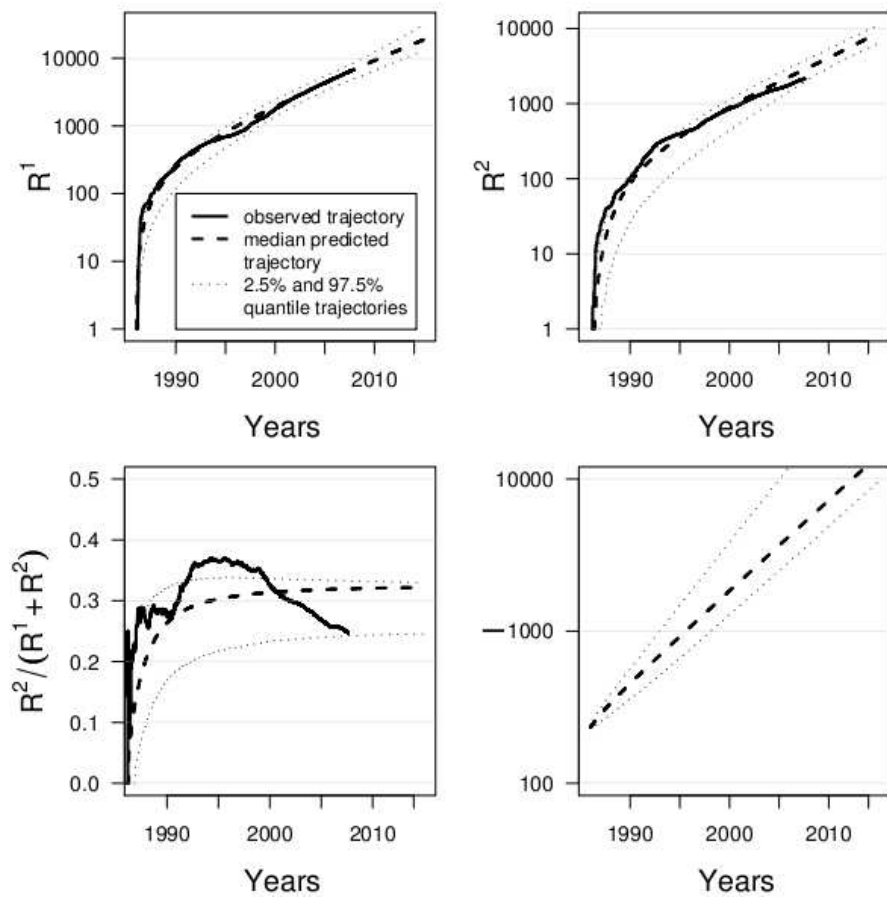 10000
1000
100
10
1
R¹
observed trajectory
median predicted
trajectory
2.5% and 97.5%
quantile trajectories
1990 2000 2010
Years
10000
1000
100
10
1
R²
1990 2000 2010
Years
0.5
0.4
0.3
0.2
0.1
0.0
R²/(R¹+R²)
1990 2000 2010
Years
10000
1000
100
I
1990 2000 2010
Years